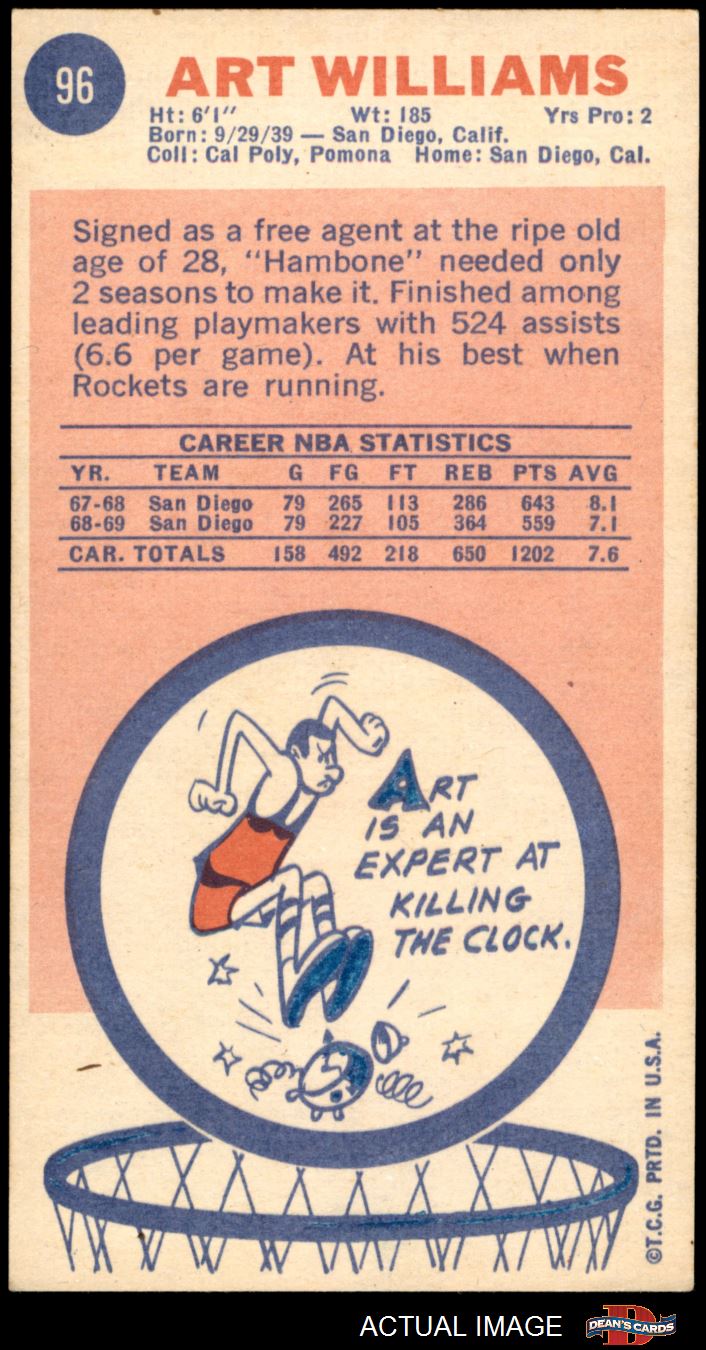 96
ART WILLIAMS
Ht: 6'1" Wt: 185 Yrs Pro: 2
Born: 9/29/39 — San Diego, Calif.
Coll: Cal Poly, Pomona Home: San Diego, Cal.
Signed as a free agent at the ripe old
age of 28, "Hambone" needed only
2 seasons to make it. Finished among
leading playmakers with 524 assists
(6.6 per game). At his best when
Rockets are running.
CAREER NBA STATISTICS
YR. TEAM G FG FT REB PTS AVG
67-68 San Diego 79 265 113 286 643 8.1
68-69 San Diego 79 227 105 364 559 7.1
CAR. TOTALS 158 492 218 650 1202 7.6
ART
IS AN
EXPERT AT
KILLING
THE CLOCK.
©T.C.G. PRTD. IN U.S.A.
ACTUAL IMAGE
D
DEAN'S CARDS